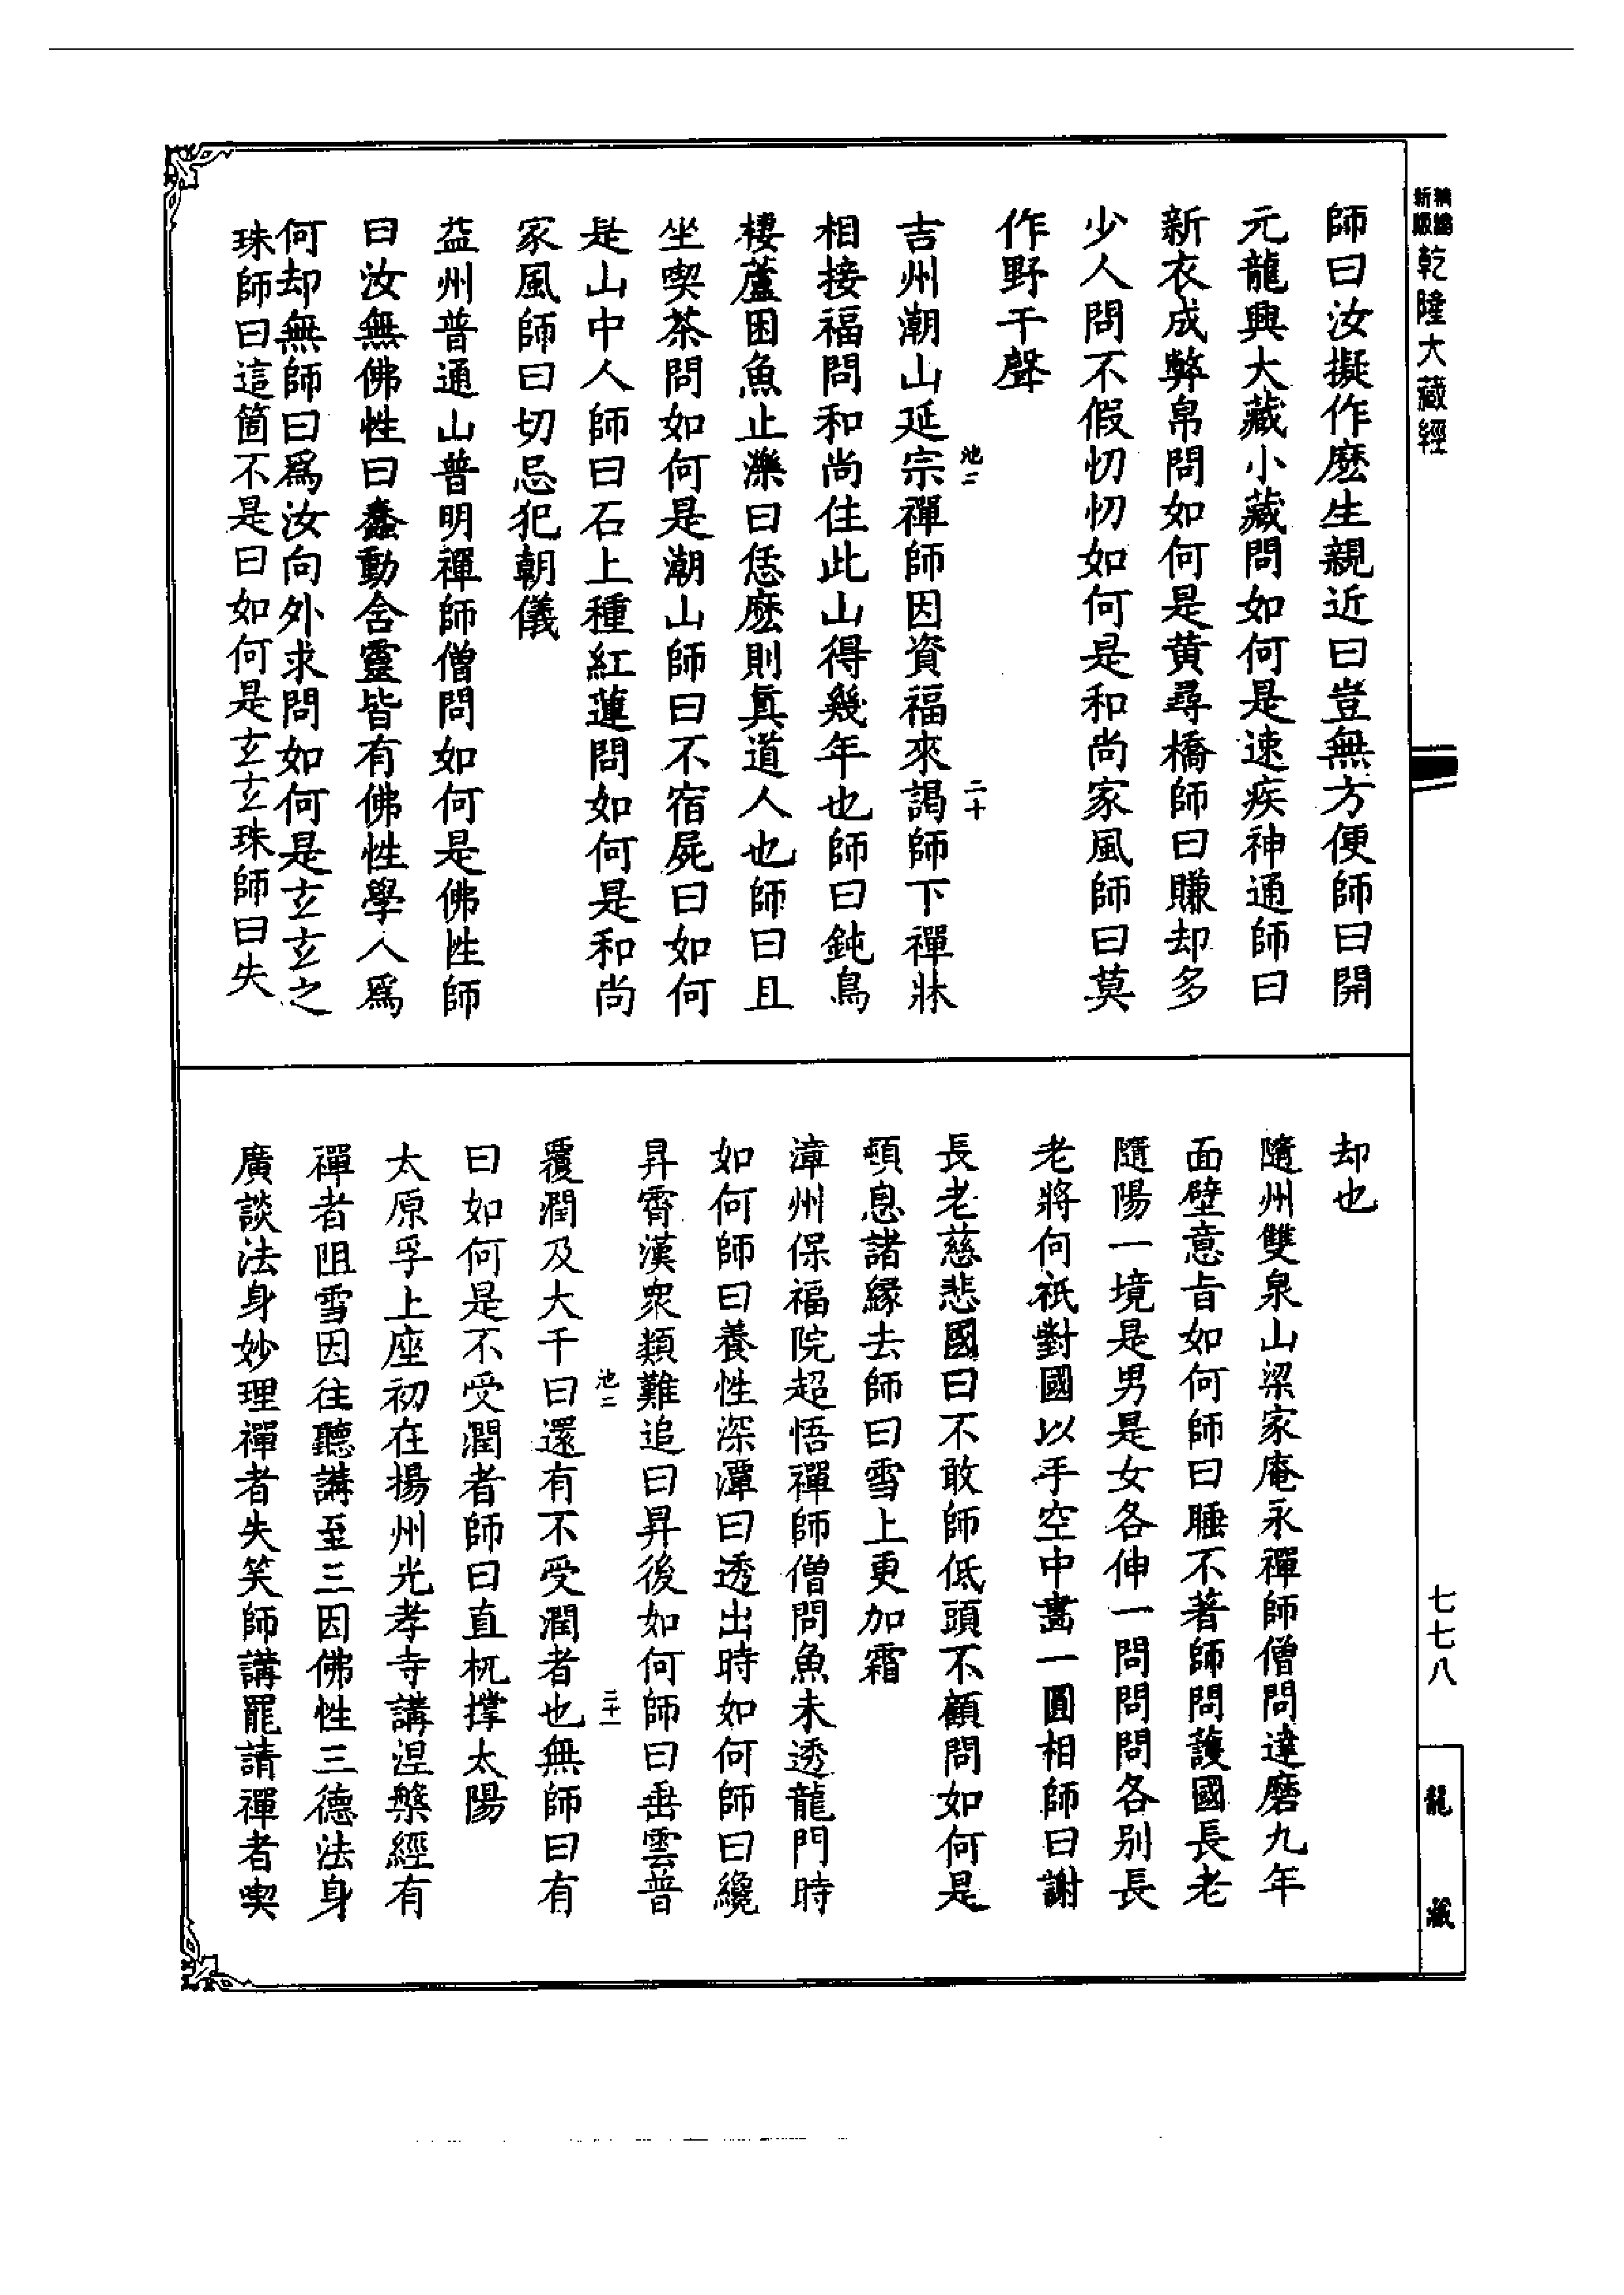 新編
新版
乾隆大藏經
師曰汝擬作麽生親近曰豈無方便師曰開
元龍興大藏小藏問如何是速疾神通師曰
新衣成弊帛問如何是黄尋橋師曰賺却多
少人問不假忉忉如何是和尚家風師曰莫
作野干聲
池二
二十
吉州潮山延宗禪師因資福來謁師下禪牀
相接福問和尚住此山得幾年也師曰鈍鳥
棲蘆困魚止濼曰恁麽則真道人也師曰且
坐喫茶問如何是潮山師曰不宿屍曰如何
是山中人師曰石上種紅蓮問如何是和尚
家風師曰切忌犯朝儀
益州普通山普明禪師僧問如何是佛性師
曰汝無佛性曰蠢動含靈皆有佛性學人爲
何却無師曰爲汝向外求問如何是玄玄之
珠師曰這箇不是曰如何是玄玄珠師曰失
却也
隨州雙泉山梁家庵永禪師僧問達磨九年
面壁意旨如何師曰睡不著師問護國長老
隨陽一境是男是女各伸一問問問各別長
老將何祇對國以手空中畫一圓相師曰謝
長老慈悲國曰不敢師低頭不顧問如何是
頓息諸縁去師曰雪上更加霜
漳州保福院超悟禪師僧問魚未透龍門時
如何師曰養性深潭曰透出時如何師曰纔
昇霄漢衆類難追曰昇後如何師曰垂雲普
池二
二十一
覆潤及大千曰還有不受潤者也無師曰有
曰如何是不受潤者師曰直杌撑太陽
太原孚上座初在揚州光孝寺講涅槃經有
禪者阻雪因往聽講至三因佛性三德法身
廣談法身妙理禪者失笑師講罷請禪者喫
七七八
龍藏